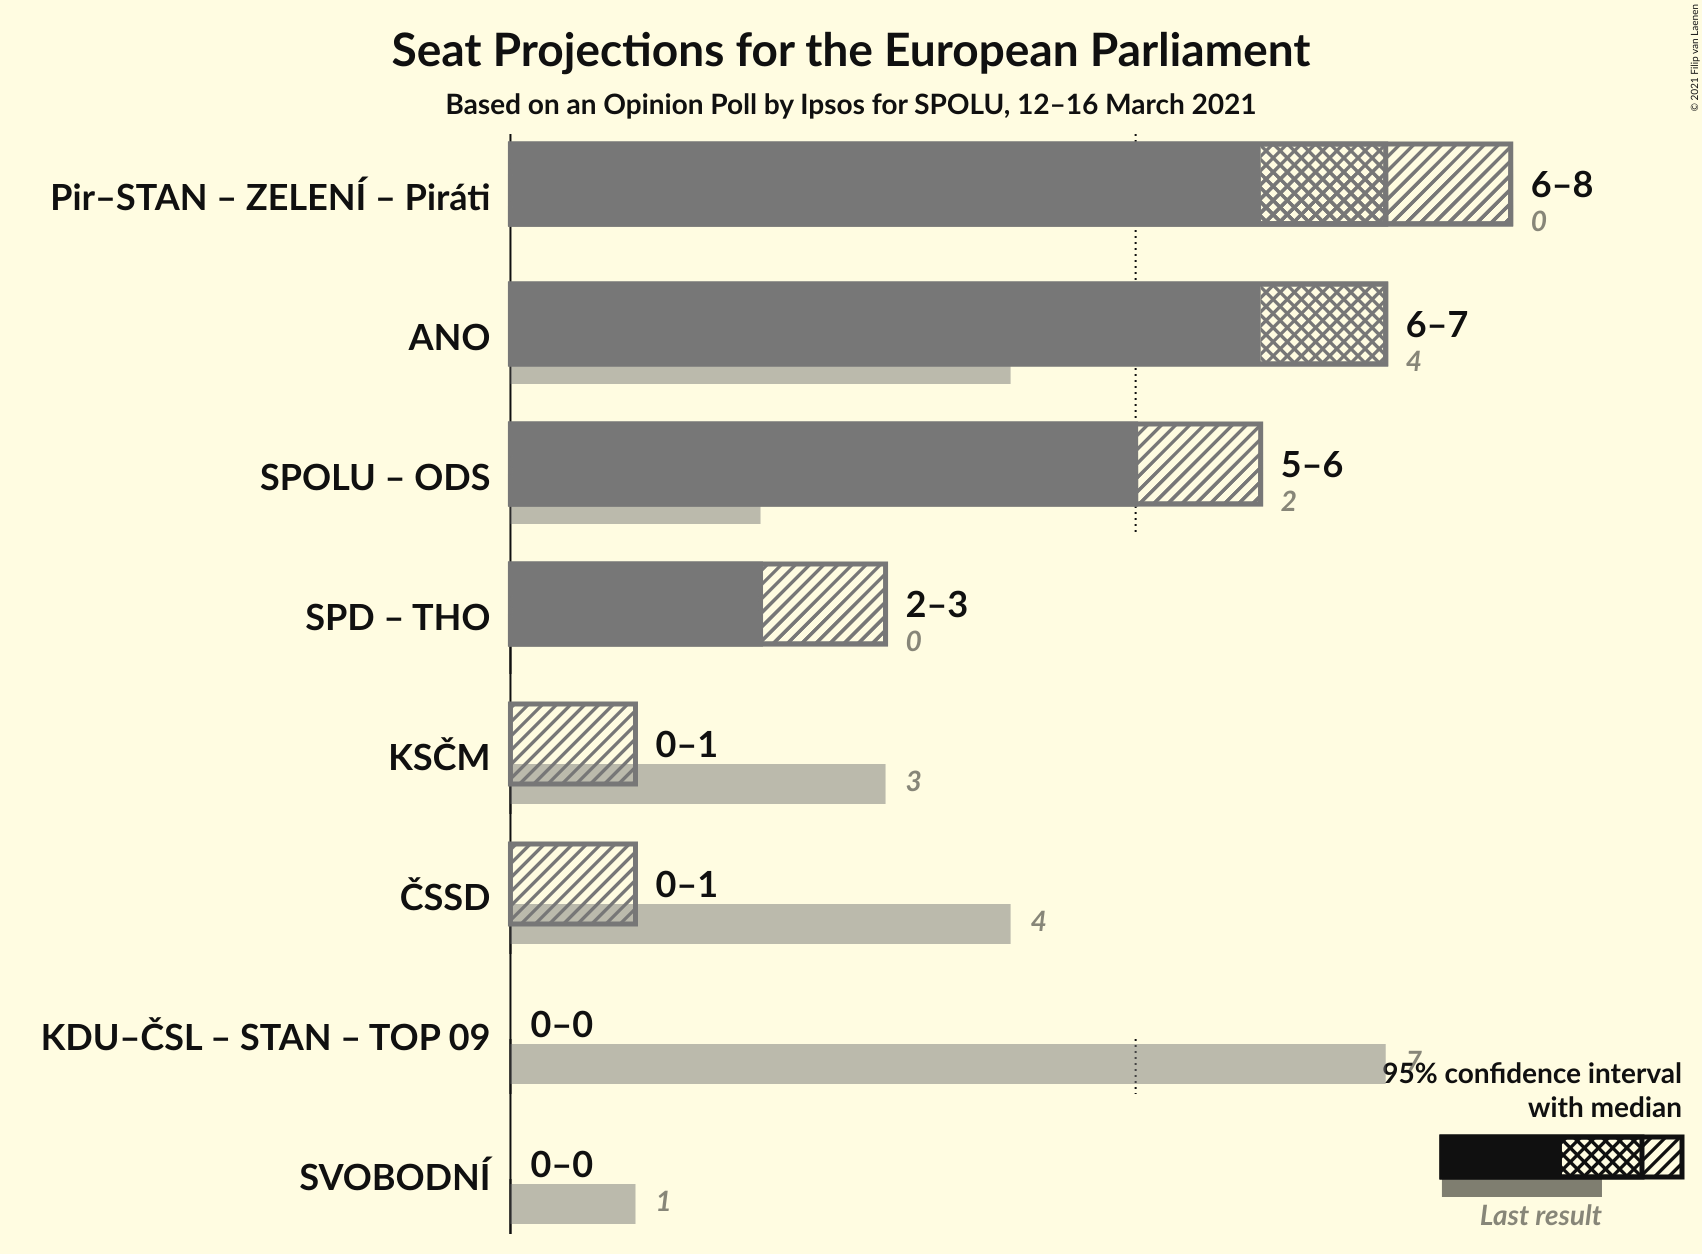 Seat Projections for the European Parliament
Based on an Opinion Poll by Ipsos for SPOLU, 12–16 March 2021
© 2021 Filip van Laenen
Pir–STAN – ZELENÍ – Piráti
6–8
0
ANO
6–7
4
SPOLU – ODS
5–6
2
SPD – THO
2–3
0
KSČM
0–1
3
ČSSD
0–1
4
KDU–ČSL – STAN – TOP 09
0–0
7
SVOBODNÍ
0–0
1
95% confidence interval
with median
Last result